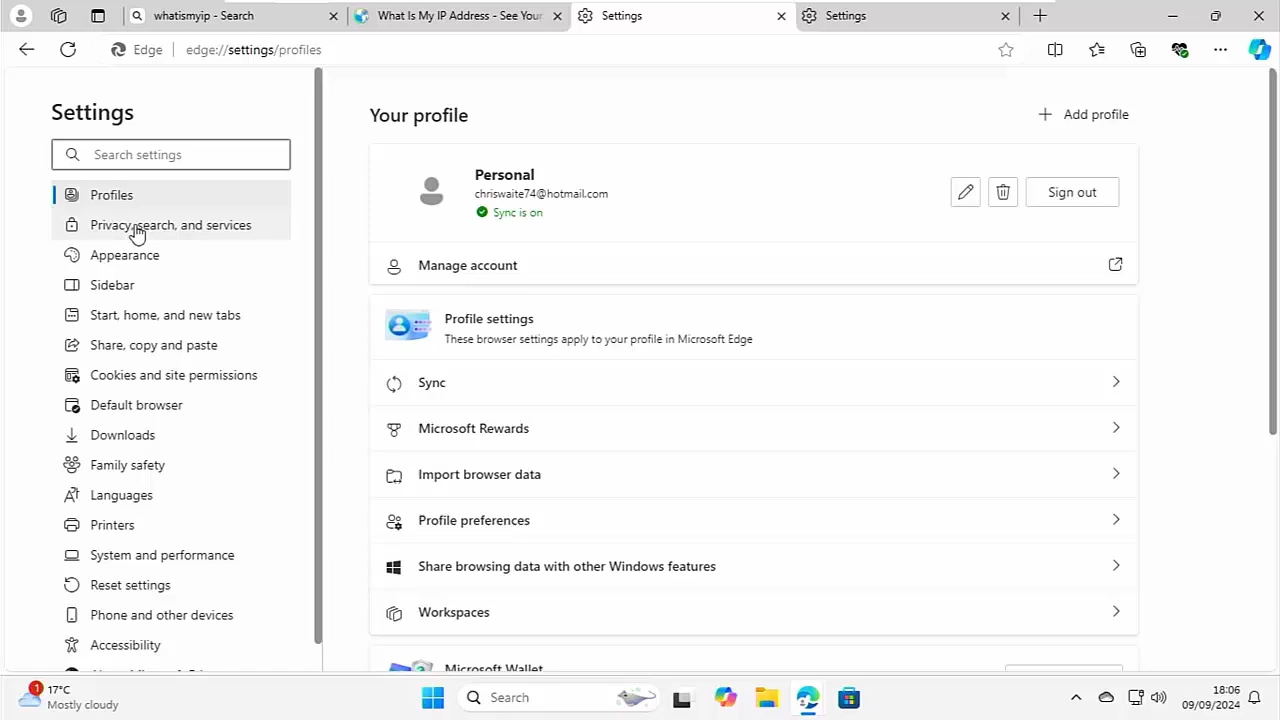 whatismyip - Search
What Is My IP Address - See Your
Settings
Settings
Edge
edge://settings/profiles
Settings
Search settings
Profiles
Privacy, search, and services
Appearance
Sidebar
Start, home, and new tabs
Share, copy and paste
Cookies and site permissions
Default browser
Downloads
Family safety
Languages
Printers
System and performance
Reset settings
Phone and other devices
Accessibility
Your profile
Add profile
Personal
chriswaite74@hotmail.com
Sync is on
Sign out
Manage account
Profile settings
These browser settings apply to your profile in Microsoft Edge
Sync
Microsoft Rewards
Import browser data
Profile preferences
Share browsing data with other Windows features
Workspaces
Microsoft Wallet
1
17°C
Mostly cloudy
Search
18:06
09/09/2024